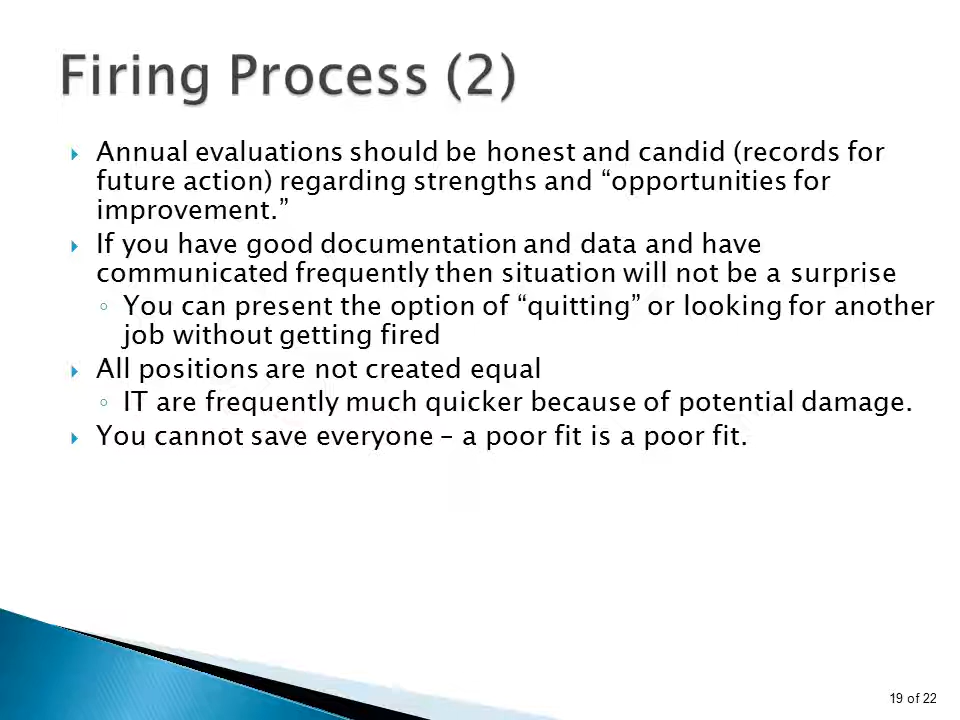 Firing Process (2)
Annual evaluations should be honest and candid (records for
future action) regarding strengths and “opportunities for
improvement.”
If you have good documentation and data and have
communicated frequently then situation will not be a surprise
You can present the option of “quitting” or looking for another
job without getting fired
All positions are not created equal
IT are frequently much quicker because of potential damage.
You cannot save everyone – a poor fit is a poor fit.
19 of 22